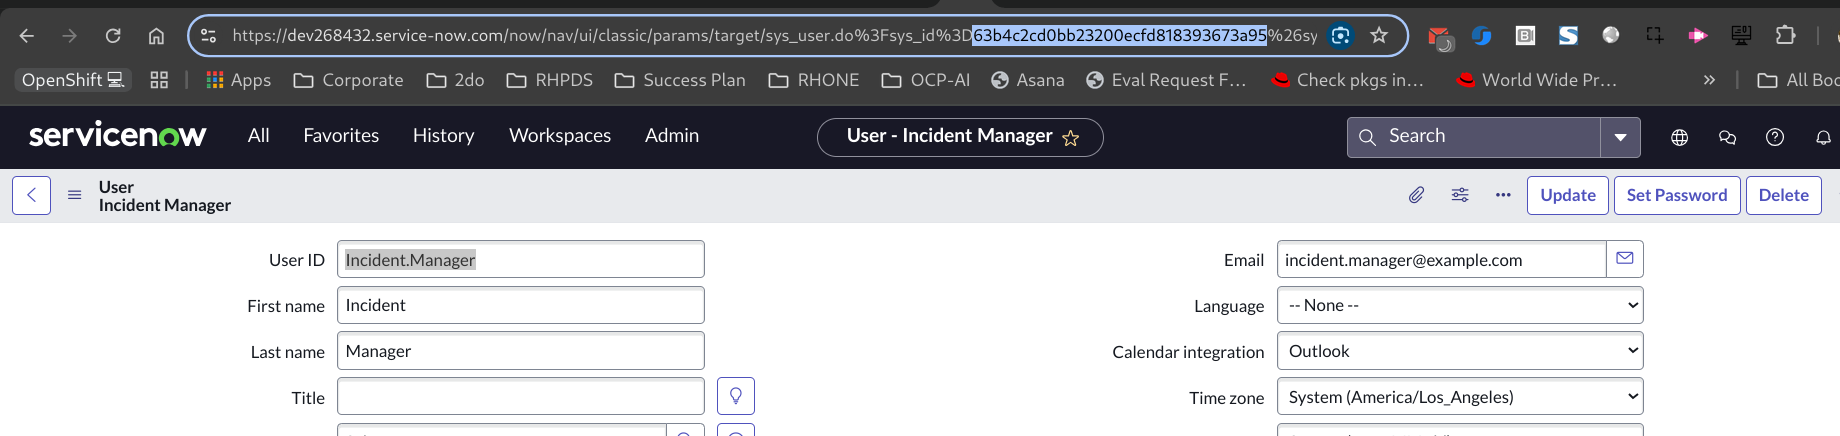 https://dev268432.service-now.com/now/nav/ui/classic/params/target/sys_user.do%3Fsys_id%3D63b4c2cd0bb23200ecfd818393673a95%26sy
OpenShift Apps Corporate 2do RHPDS Success Plan RHONE OCP-AI Asana Eval Request F... Check pkgs in... World Wide Pr... » All Boo
servicenow All Favorites History Workspaces Admin User - Incident Manager Search
User
Incident Manager
Update Set Password Delete
User ID Incident.Manager Email incident.manager@example.com
First name Incident Language -- None --
Last name Manager Calendar integration Outlook
Title Time zone System (America/Los_Angeles)